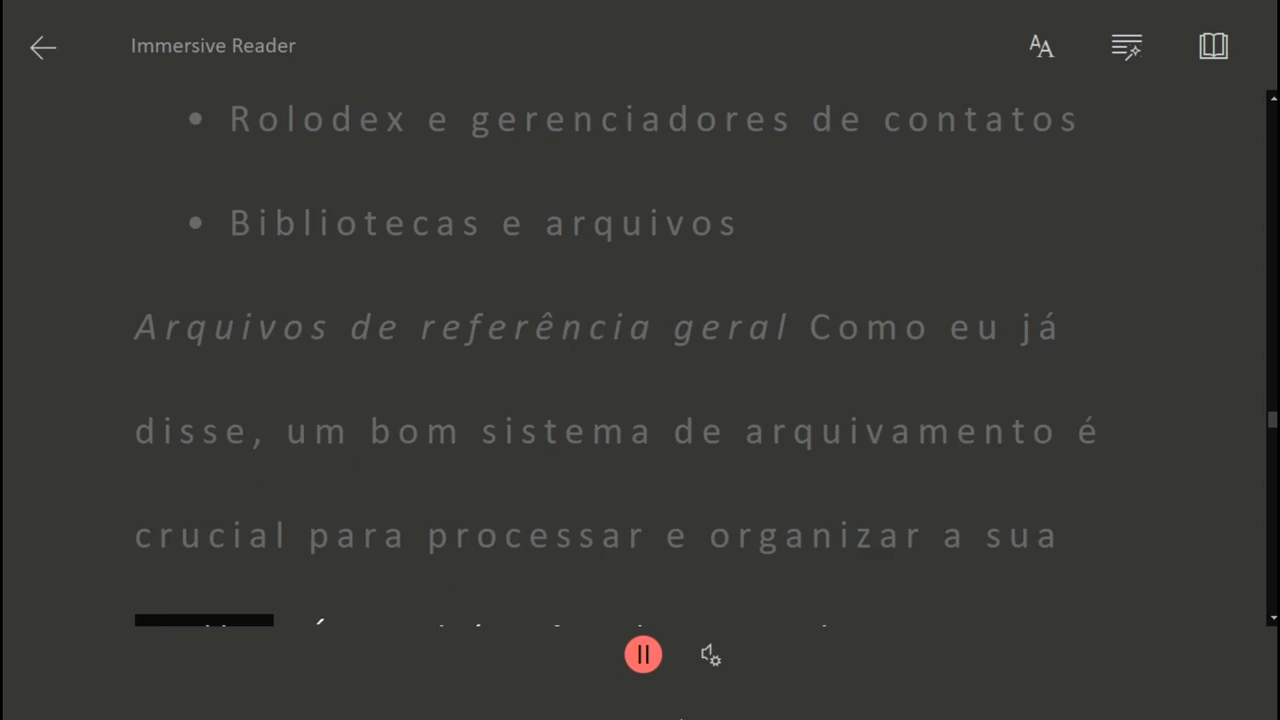 Immersive Reader
• Rolodex e gerenciadores de contatos
• Bibliotecas e arquivos
Arquivos de referência geral Como eu já
disse, um bom sistema de arquivamento é
crucial para processar e organizar a sua